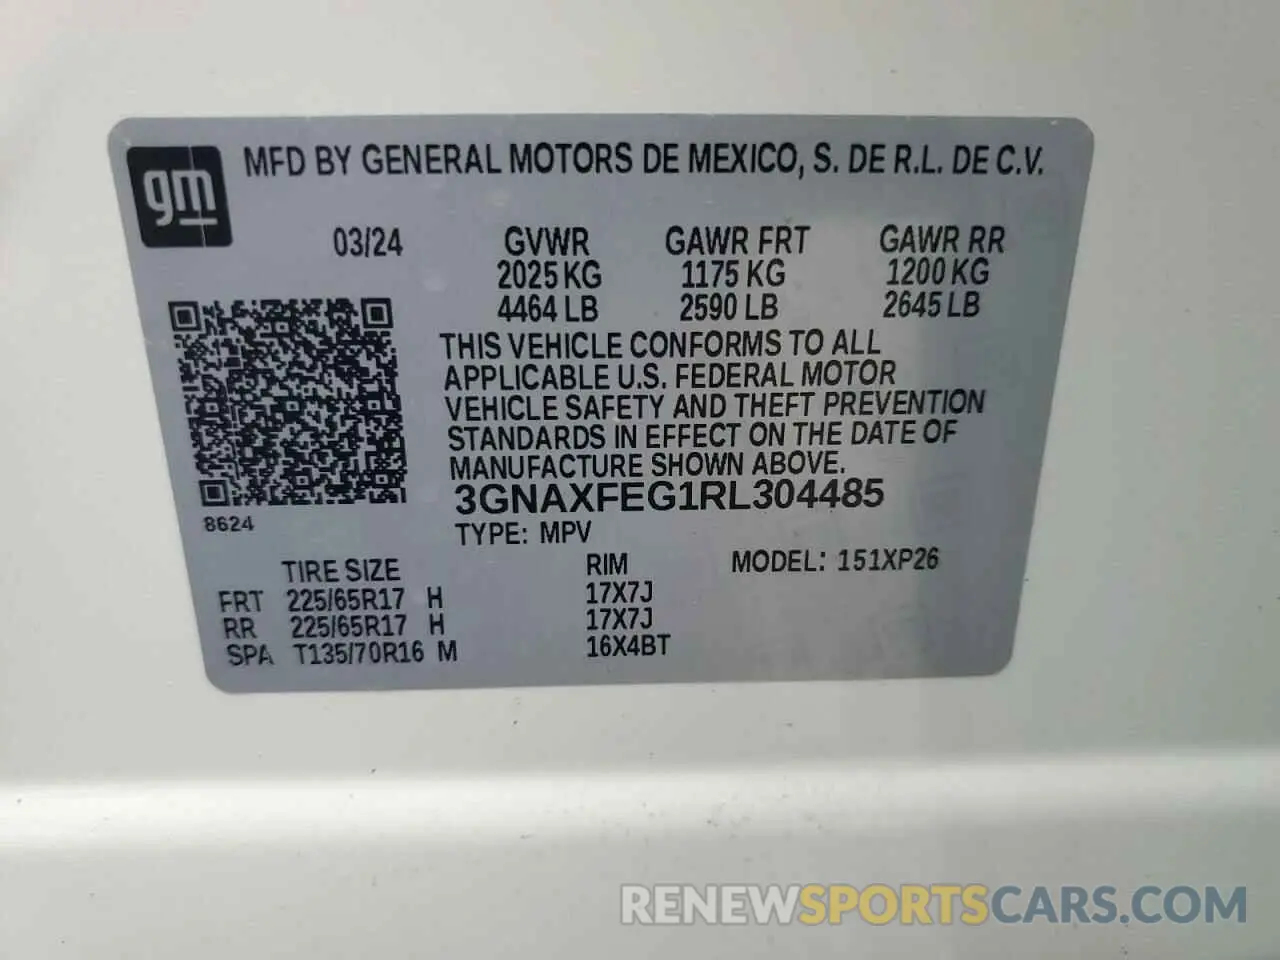 gm
MFD BY GENERAL MOTORS DE MEXICO, S. DE R.L. DE C.V.
03/24 GVWR GAWR FRT GAWR RR
2025 KG 1175 KG 1200 KG
4464 LB 2590 LB 2645 LB
THIS VEHICLE CONFORMS TO ALL
APPLICABLE U.S. FEDERAL MOTOR
VEHICLE SAFETY AND THEFT PREVENTION
STANDARDS IN EFFECT ON THE DATE OF
MANUFACTURE SHOWN ABOVE.
3GNAXFEG1RL304485
8624
TYPE: MPV
TIRE SIZE RIM MODEL: 151XP26
FRT 225/65R17 H 17X7J
RR 225/65R17 H 17X7J
SPA T135/70R16 M 16X4BT
RENEWSPORTSCARS.COM